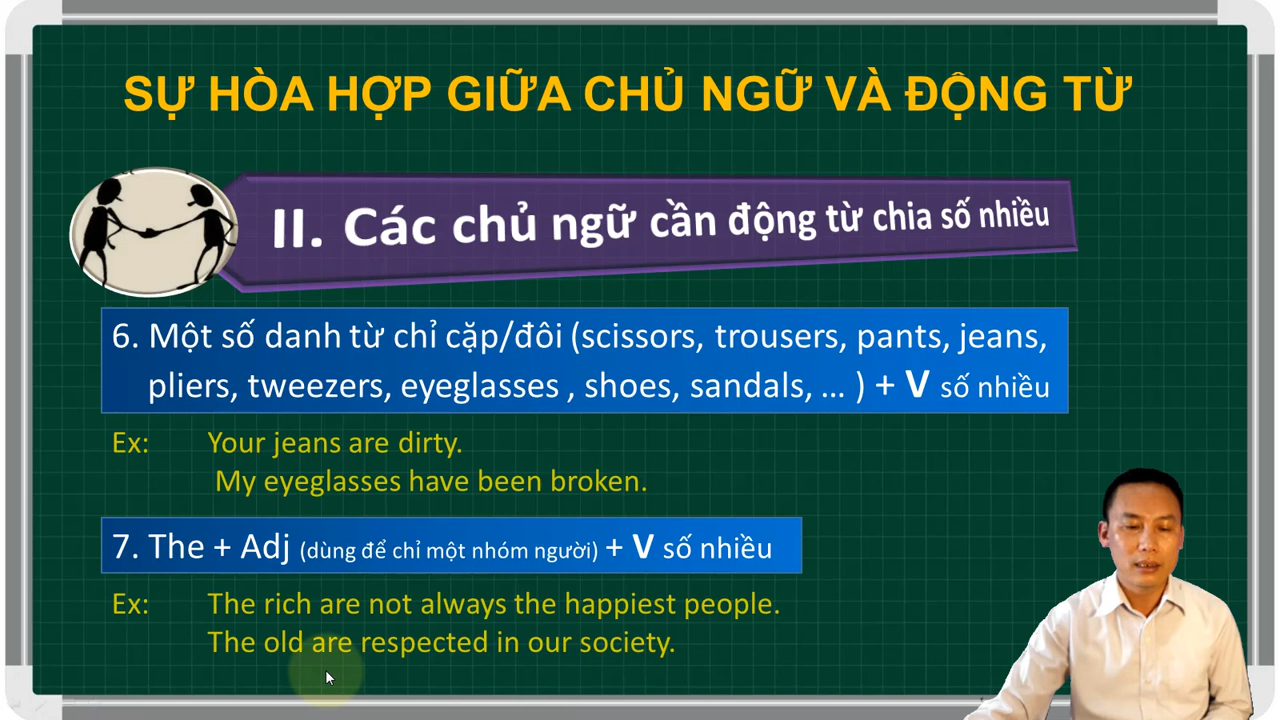 SỰ HÒA HỢP GIỮA CHỦ NGỮ VÀ ĐỘNG TỪ
II. Các chủ ngữ cần động từ chia số nhiều
6. Một số danh từ chỉ cặp/đôi (scissors, trousers, pants, jeans,
pliers, tweezers, eyeglasses , shoes, sandals, ... ) + V số nhiều
Ex: Your jeans are dirty.
My eyeglasses have been broken.
7. The + Adj (dùng để chỉ một nhóm người) + V số nhiều
Ex: The rich are not always the happiest people.
The old are respected in our society.